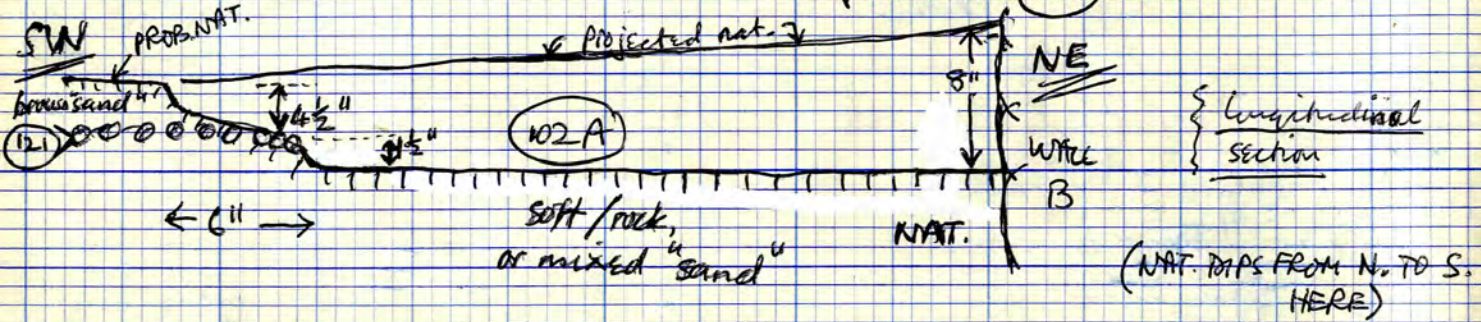 SW
PROB. NAT.
Projected nat.
NE
8"
brown sand"
4½"
121
102A
1½"
WALL
B
longitudinal
section
6"
soft/rock,
or mixed "sand"
NAT.
(NAT. DIPS FROM N. TO S.
HERE)